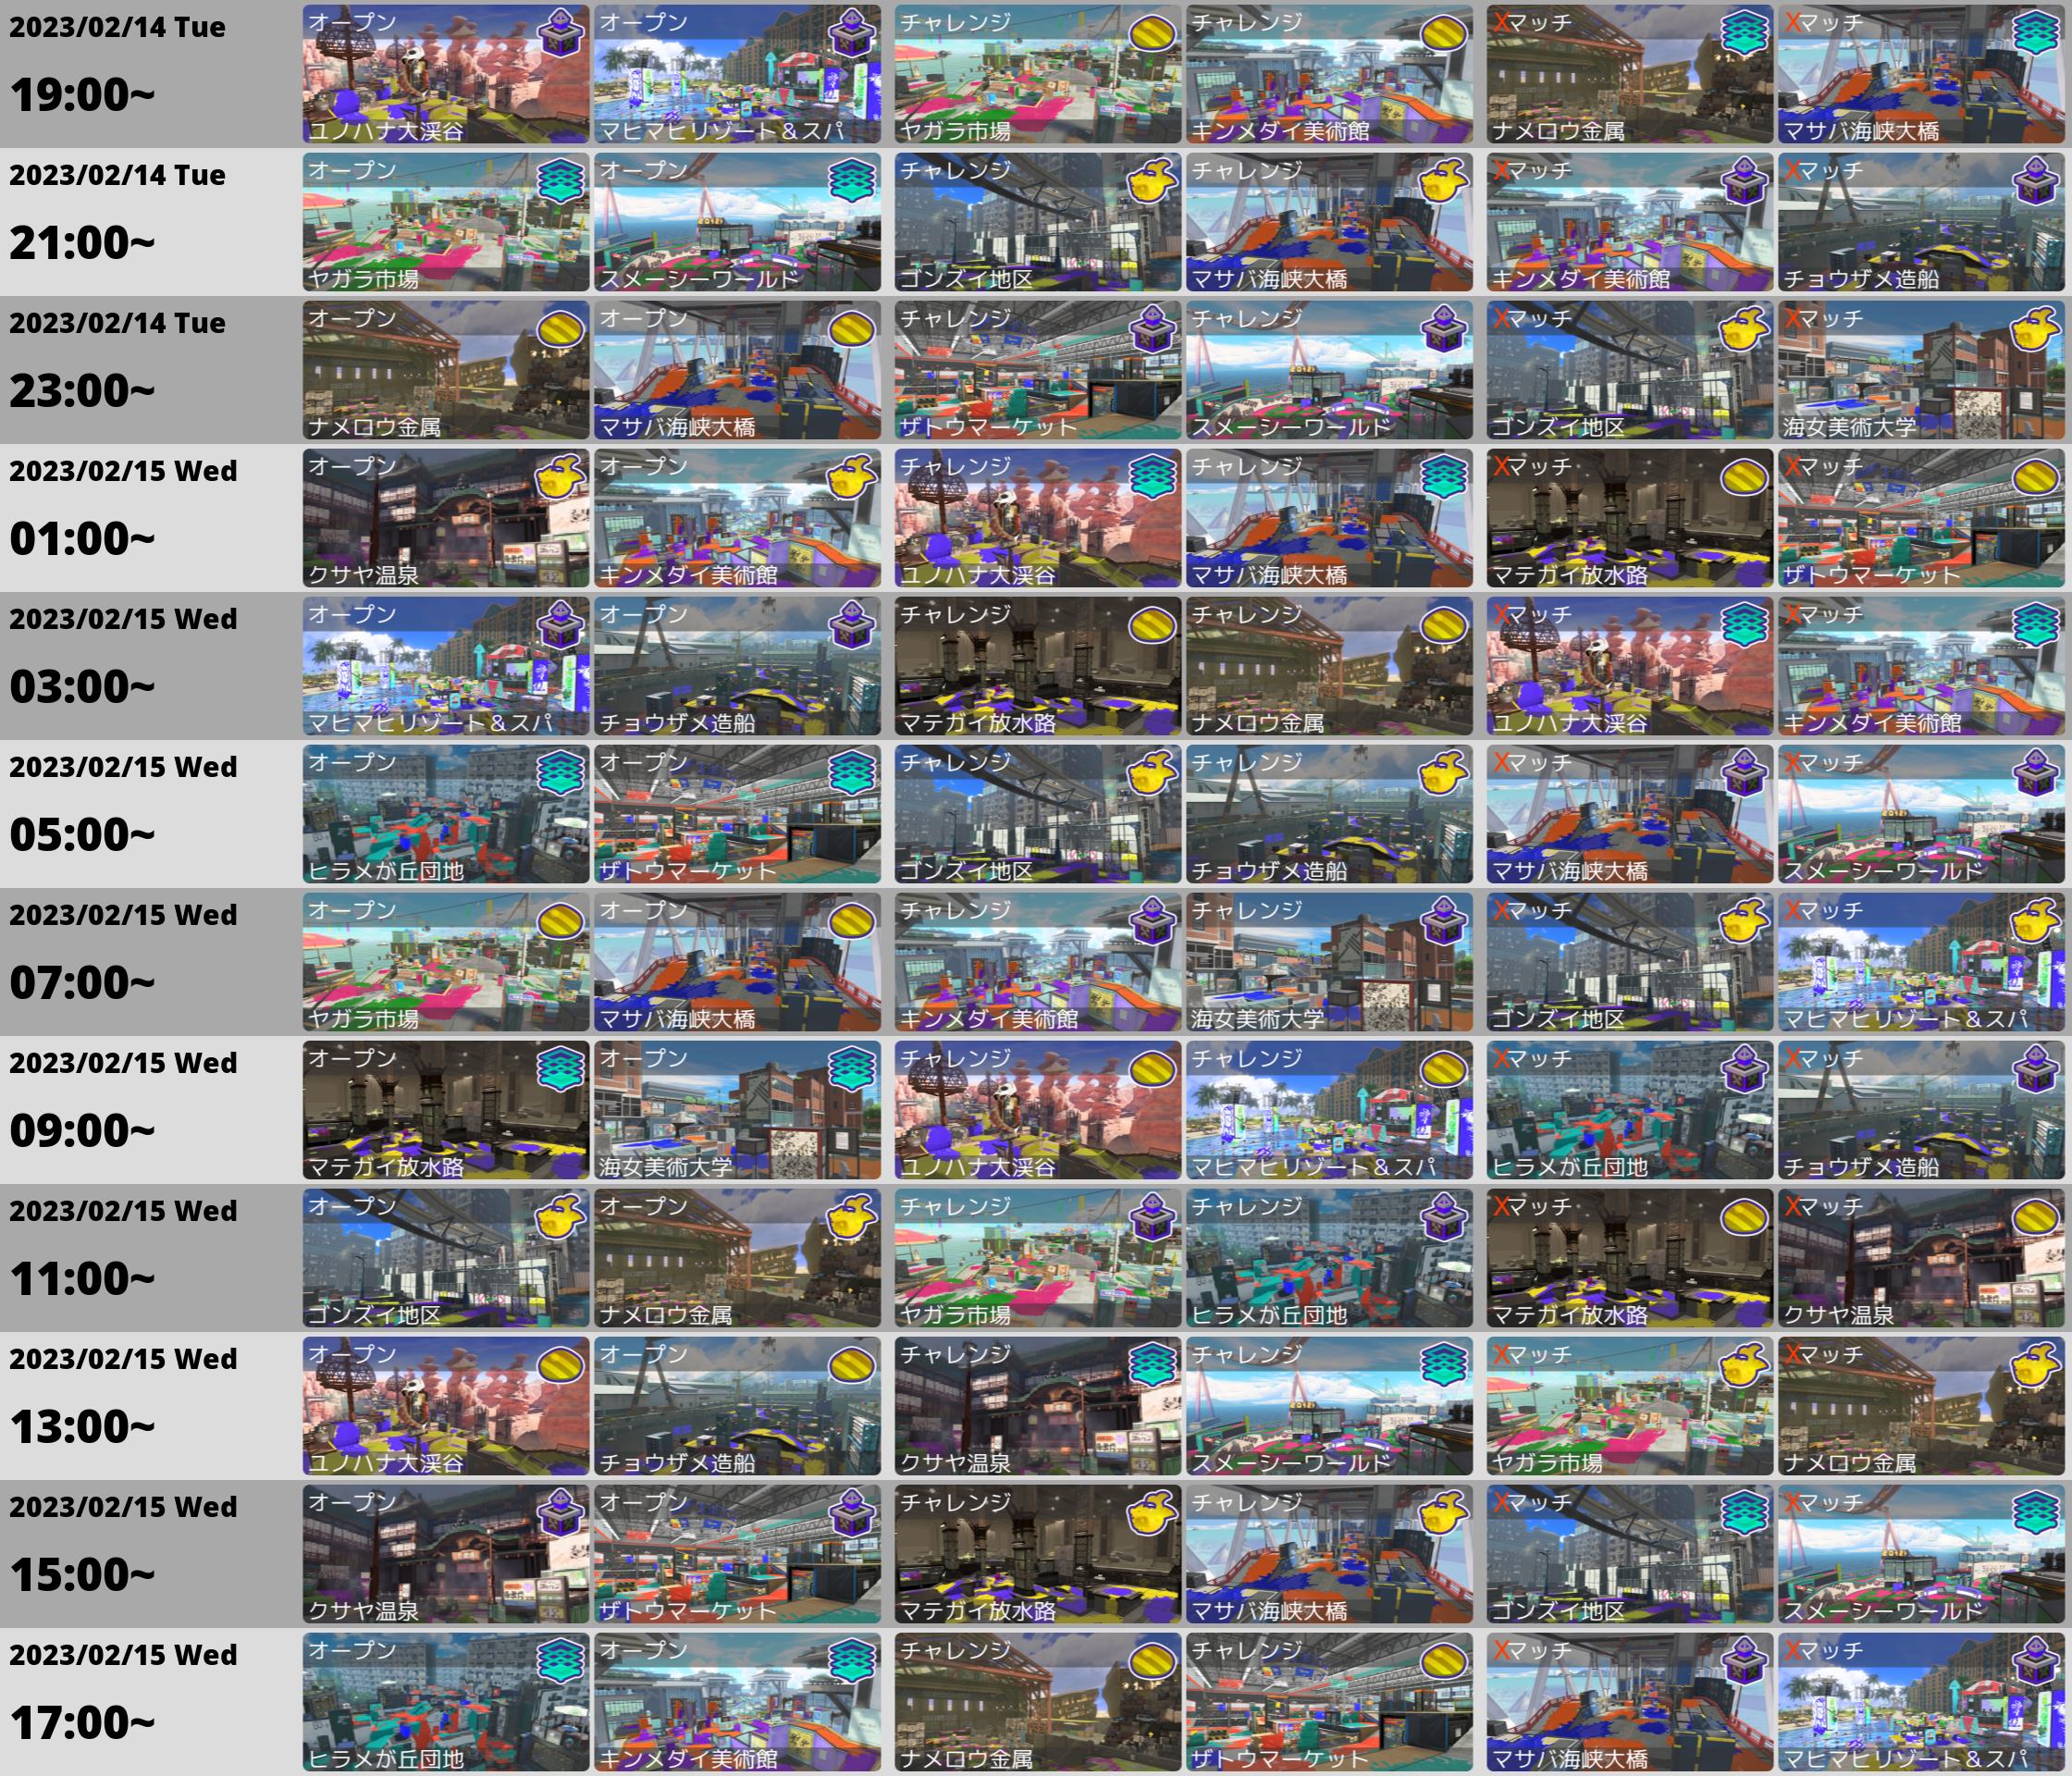 2023/02/14 Tue
19:00~
オープン
オープン
チャレンジ
チャレンジ
Xマッチ
Xマッチ
ユノハナ大渓谷
マヒマヒリゾート＆スパ
ヤガラ市場
キンメダイ美術館
ナメロウ金属
マサバ海峡大橋
2023/02/14 Tue
21:00~
オープン
オープン
チャレンジ
チャレンジ
Xマッチ
Xマッチ
ヤガラ市場
スメーシーワールド
ゴンズイ地区
マサバ海峡大橋
キンメダイ美術館
チョウザメ造船
2023/02/14 Tue
23:00~
オープン
オープン
チャレンジ
チャレンジ
Xマッチ
Xマッチ
ナメロウ金属
マサバ海峡大橋
ザトウマーケット
スメーシーワールド
ゴンズイ地区
海女美術大学
2023/02/15 Wed
01:00~
オープン
オープン
チャレンジ
チャレンジ
Xマッチ
Xマッチ
クサヤ温泉
キンメダイ美術館
ユノハナ大渓谷
マサバ海峡大橋
マテガイ放水路
ザトウマーケット
2023/02/15 Wed
03:00~
オープン
オープン
チャレンジ
チャレンジ
Xマッチ
Xマッチ
マヒマヒリゾート＆スパ
チョウザメ造船
マテガイ放水路
ナメロウ金属
ユノハナ大渓谷
キンメダイ美術館
2023/02/15 Wed
05:00~
オープン
オープン
チャレンジ
チャレンジ
Xマッチ
Xマッチ
ヒラメが丘団地
ザトウマーケット
ゴンズイ地区
チョウザメ造船
マサバ海峡大橋
スメーシーワールド
2023/02/15 Wed
07:00~
オープン
オープン
チャレンジ
チャレンジ
Xマッチ
Xマッチ
ヤガラ市場
マサバ海峡大橋
キンメダイ美術館
海女美術大学
ゴンズイ地区
マヒマヒリゾート＆スパ
2023/02/15 Wed
09:00~
オープン
オープン
チャレンジ
チャレンジ
Xマッチ
Xマッチ
マテガイ放水路
海女美術大学
ユノハナ大渓谷
マヒマヒリゾート＆スパ
ヒラメが丘団地
チョウザメ造船
2023/02/15 Wed
11:00~
オープン
オープン
チャレンジ
チャレンジ
Xマッチ
Xマッチ
ゴンズイ地区
ナメロウ金属
ヤガラ市場
ヒラメが丘団地
マテガイ放水路
クサヤ温泉
2023/02/15 Wed
13:00~
オープン
オープン
チャレンジ
チャレンジ
Xマッチ
Xマッチ
ユノハナ大渓谷
チョウザメ造船
クサヤ温泉
スメーシーワールド
ヤガラ市場
ナメロウ金属
2023/02/15 Wed
15:00~
オープン
オープン
チャレンジ
チャレンジ
Xマッチ
Xマッチ
クサヤ温泉
ザトウマーケット
マテガイ放水路
マサバ海峡大橋
ゴンズイ地区
スメーシーワールド
2023/02/15 Wed
17:00~
オープン
オープン
チャレンジ
チャレンジ
Xマッチ
Xマッチ
ヒラメが丘団地
キンメダイ美術館
ナメロウ金属
ザトウマーケット
マサバ海峡大橋
マヒマヒリゾート＆スパ